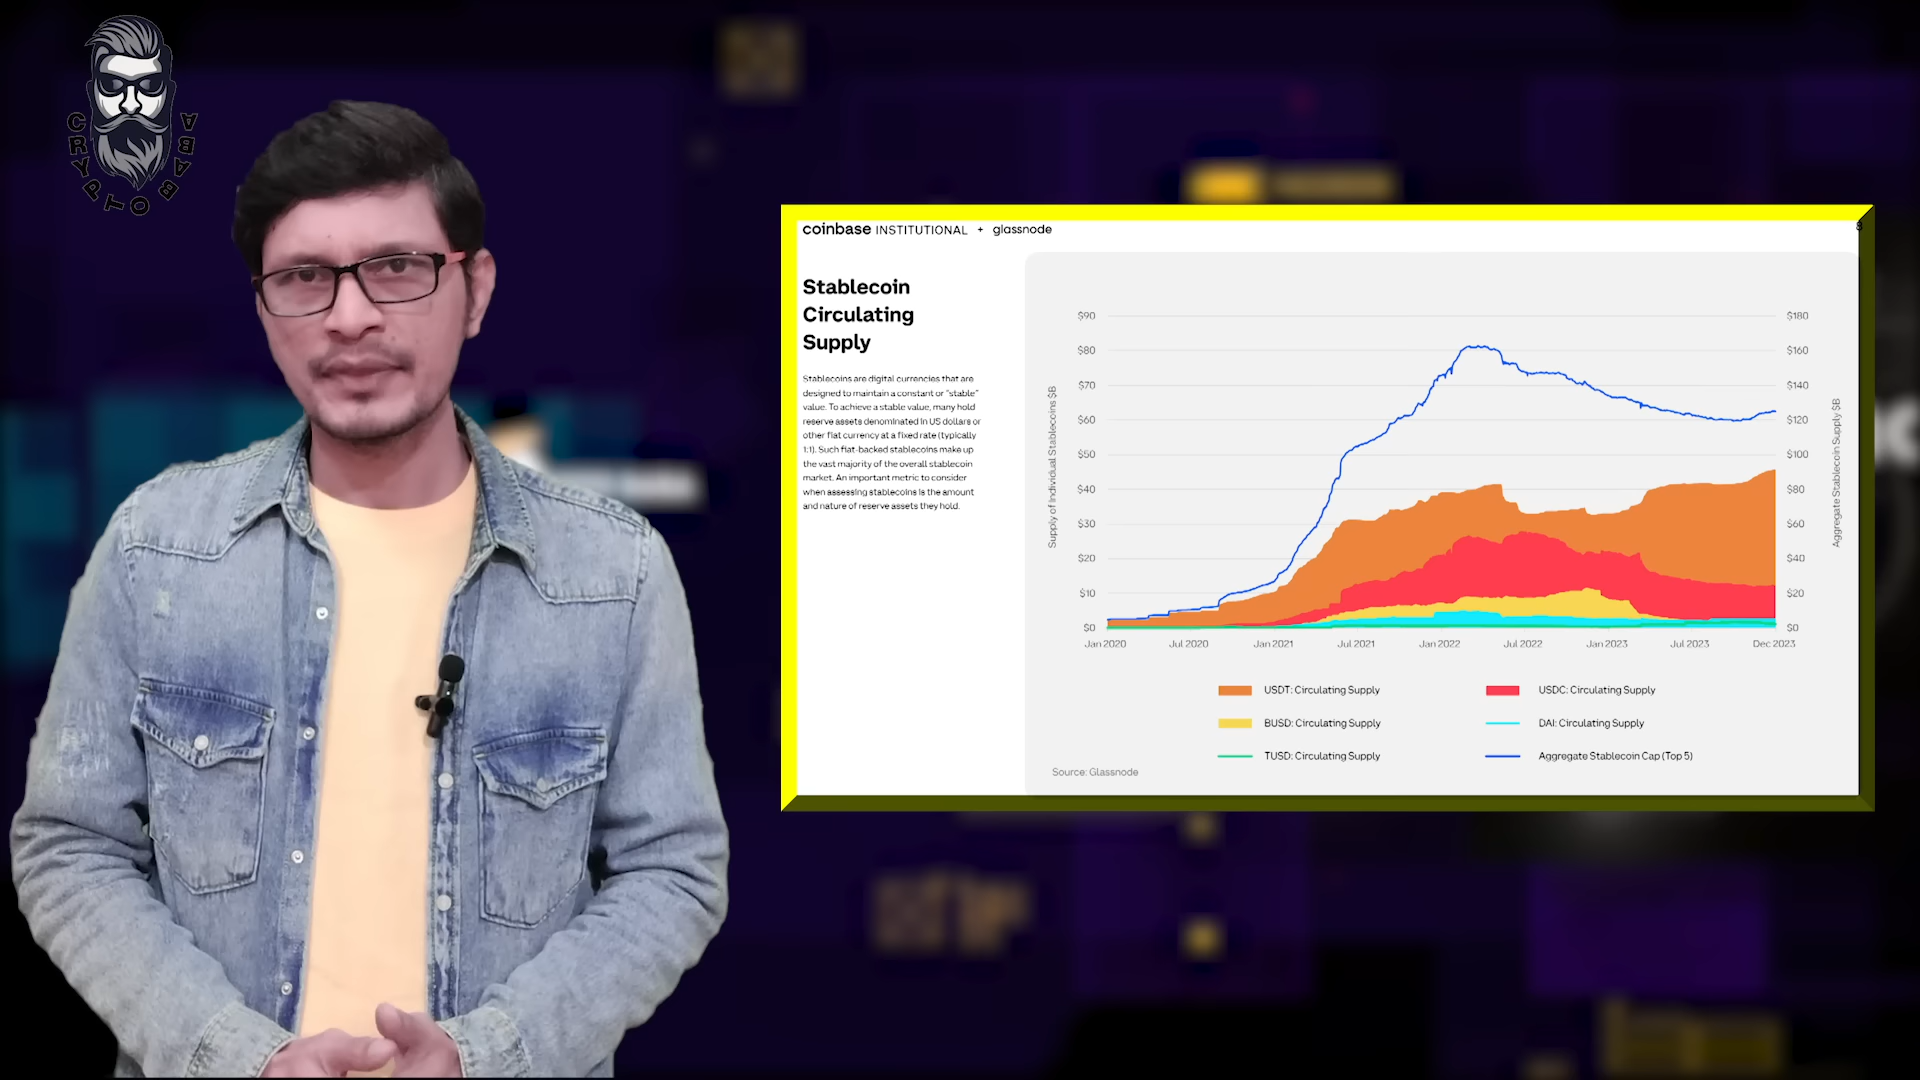 CRYPTO BABA
coinbase INSTITUTIONAL + glassnode
Stablecoin
Circulating
Supply
Stablecoins are digital currencies that are
designed to maintain a constant or "stable"
value. To achieve a stable value, many hold
reserve assets denominated in US dollars or
other fiat currency at a fixed rate (typically
1:1). Such fiat-backed stablecoins make up
the vast majority of the overall stablecoin
market. An important metric to consider
when assessing stablecoins is the amount
and nature of reserve assets they hold.
Supply of Individual Stablecoins $B
$90
$80
$70
$60
$50
$40
$30
$20
$10
$0
$180
$160
$140
$120
$100
$80
$60
$40
$20
$0
Aggregate Stablecoin Supply $B
Jan 2020 Jul 2020 Jan 2021 Jul 2021 Jan 2022 Jul 2022 Jan 2023 Jul 2023 Dec 2023
USDT: Circulating Supply USDC: Circulating Supply
BUSD: Circulating Supply DAI: Circulating Supply
TUSD: Circulating Supply Aggregate Stablecoin Cap (Top 5)
Source: Glassnode